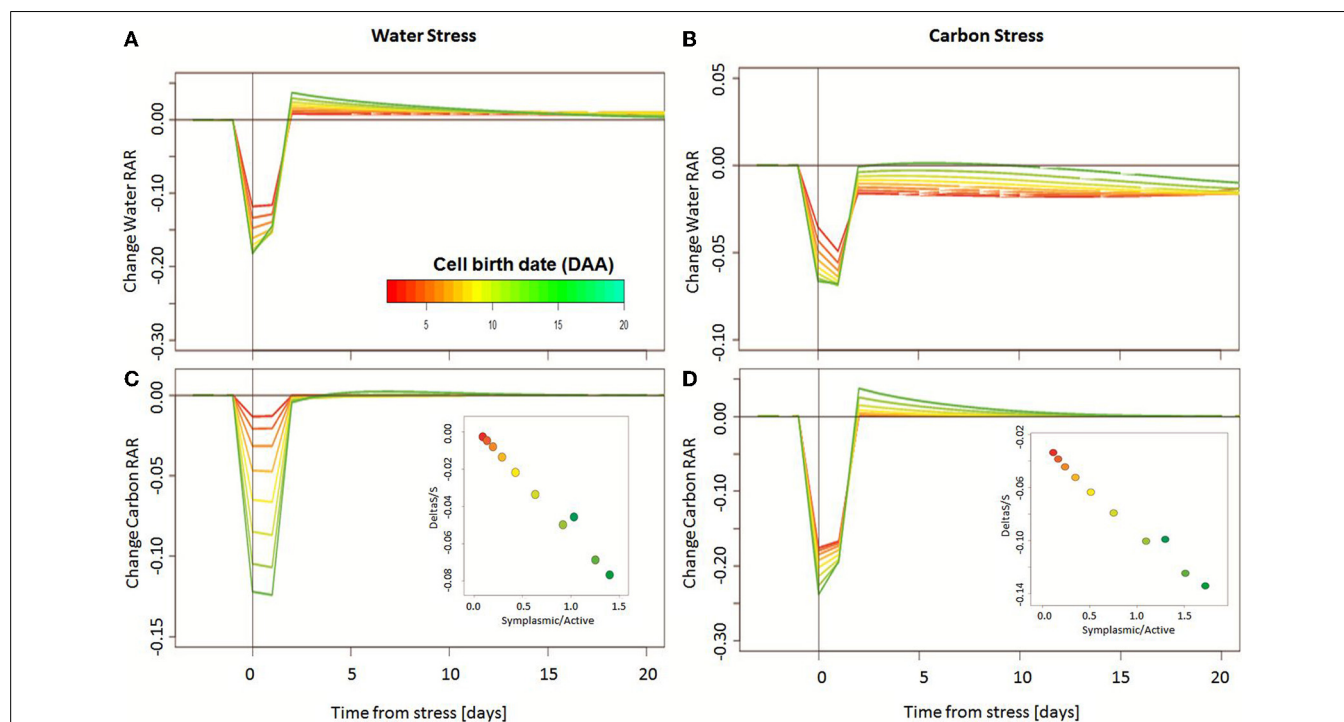 A
Water Stress
B
Carbon Stress
Change Water RAR
0.00
-0.10
-0.20
-0.30
Cell birth date (DAA)
5
10
15
20
Change Water RAR
0.05
0.00
-0.05
-0.10
C
Change Carbon RAR
0.00
-0.05
-0.10
-0.15
DeltaS/S
0.00
-0.02
-0.04
-0.06
-0.08
0.0
0.5
1.0
1.5
Symplasmic/Active
0
5
10
15
20
Time from stress [days]
D
Change Carbon RAR
0.00
-0.10
-0.20
-0.30
DeltaS/S
-0.02
-0.06
-0.10
-0.14
0.0
0.5
1.0
1.5
Symplasmic/Active
0
5
10
15
20
Time from stress [days]